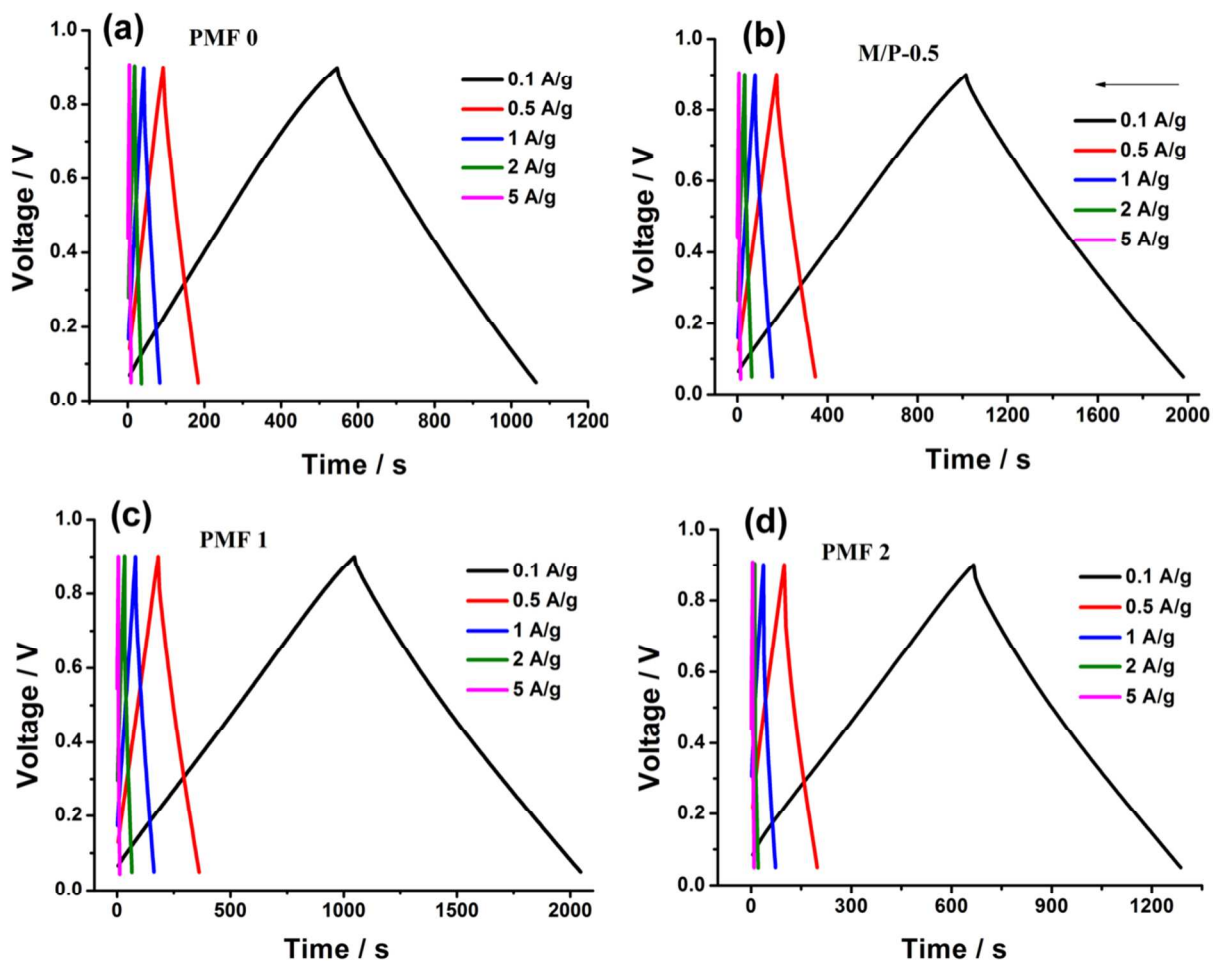 (a)
PMF 0
0.1 A/g
0.5 A/g
1 A/g
2 A/g
5 A/g
1.0
0.8
0.6
0.4
0.2
0.0
Voltage / V
0 200 400 600 800 1000 1200
Time / s
(b)
M/P-0.5
0.1 A/g
0.5 A/g
1 A/g
2 A/g
5 A/g
1.0
0.8
0.6
0.4
0.2
0.0
Voltage / V
0 400 800 1200 1600 2000
Time / s
(c)
PMF 1
0.1 A/g
0.5 A/g
1 A/g
2 A/g
5 A/g
1.0
0.8
0.6
0.4
0.2
0.0
Voltage / V
0 500 1000 1500 2000
Time / s
(d)
PMF 2
0.1 A/g
0.5 A/g
1 A/g
2 A/g
5 A/g
1.0
0.8
0.6
0.4
0.2
0.0
Voltage / V
0 300 600 900 1200
Time / s